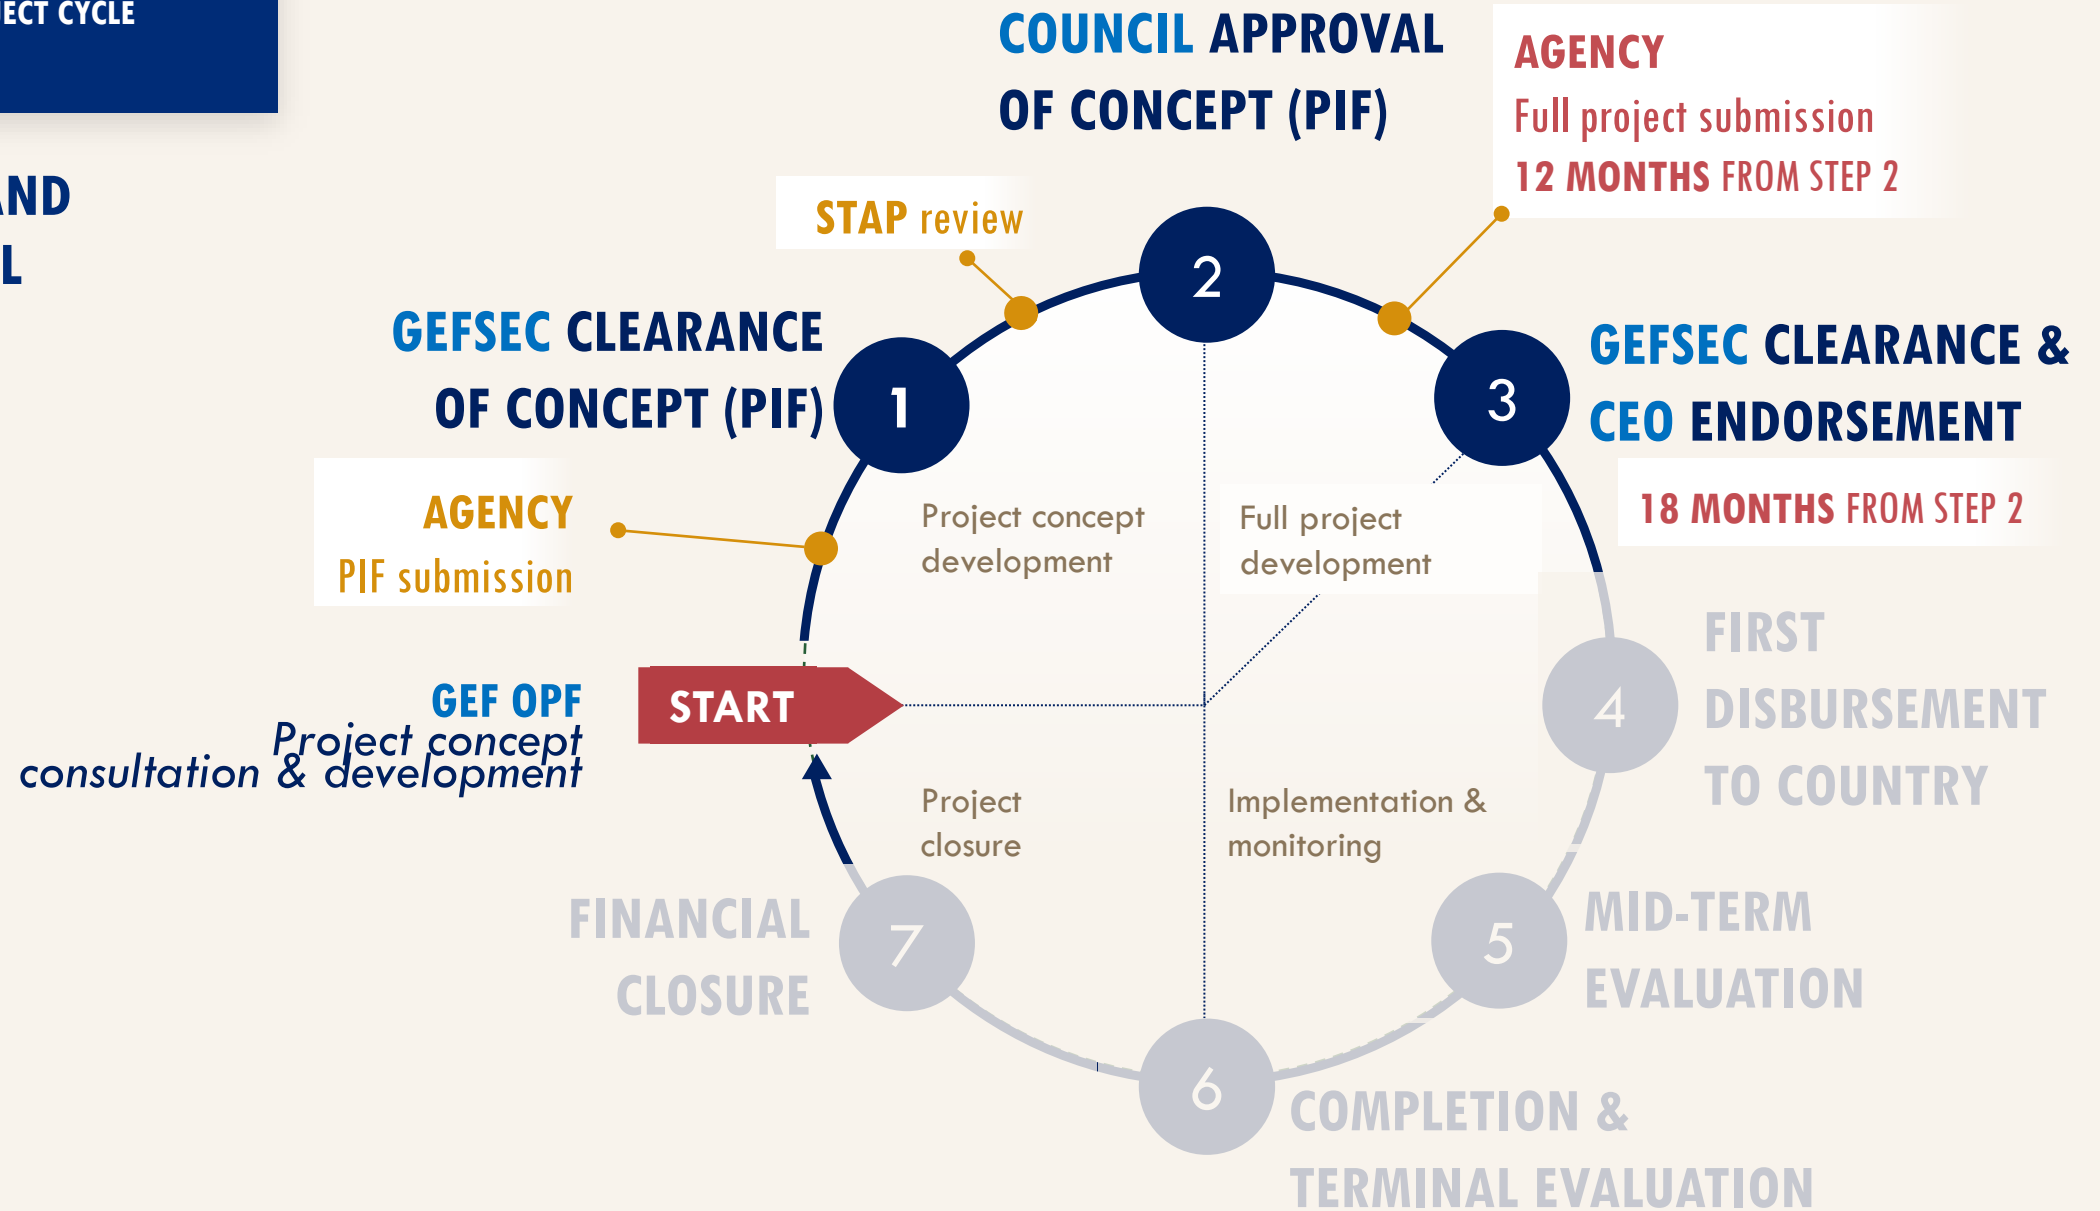 JECT CYCLE
AND
L
COUNCIL APPROVAL
OF CONCEPT (PIF)
AGENCY
Full project submission
12 MONTHS FROM STEP 2
STAP review
2
GEFSEC CLEARANCE
OF CONCEPT (PIF)
1
3
GEFSEC CLEARANCE &
CEO ENDORSEMENT
18 MONTHS FROM STEP 2
AGENCY
PIF submission
Project concept
development
Full project
development
GEF OPF
Project concept
consultation & development
START
4
FIRST
DISBURSEMENT
TO COUNTRY
Project
closure
Implementation &
monitoring
FINANCIAL
CLOSURE
7
5
MID-TERM
EVALUATION
6
COMPLETION &
TERMINAL EVALUATION